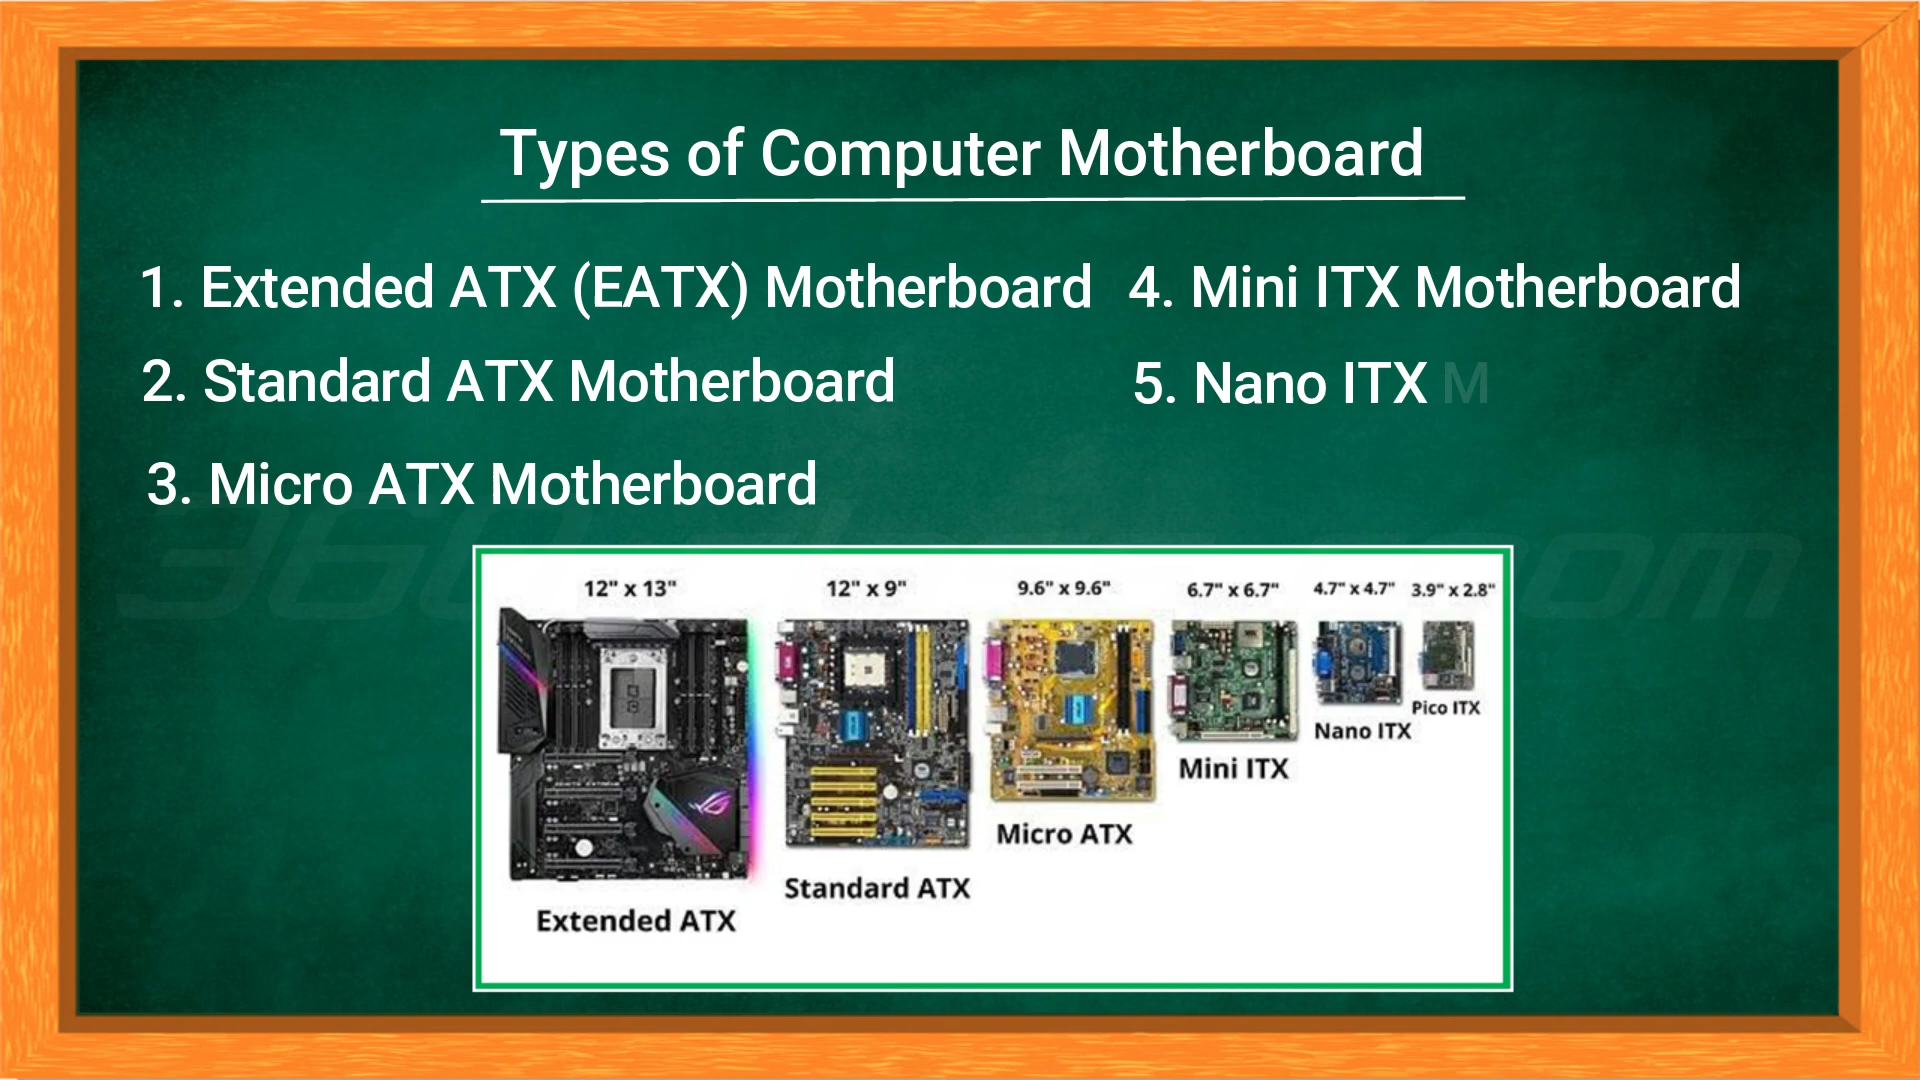 Types of Computer Motherboard
1. Extended ATX (EATX) Motherboard
2. Standard ATX Motherboard
3. Micro ATX Motherboard
4. Mini ITX Motherboard
5. Nano ITX M
12" x 13"
12" x 9"
9.6" x 9.6"
6.7" x 6.7"
4.7" x 4.7"
3.9" x 2.8"
Extended ATX
Standard ATX
Micro ATX
Mini ITX
Nano ITX
Pico ITX